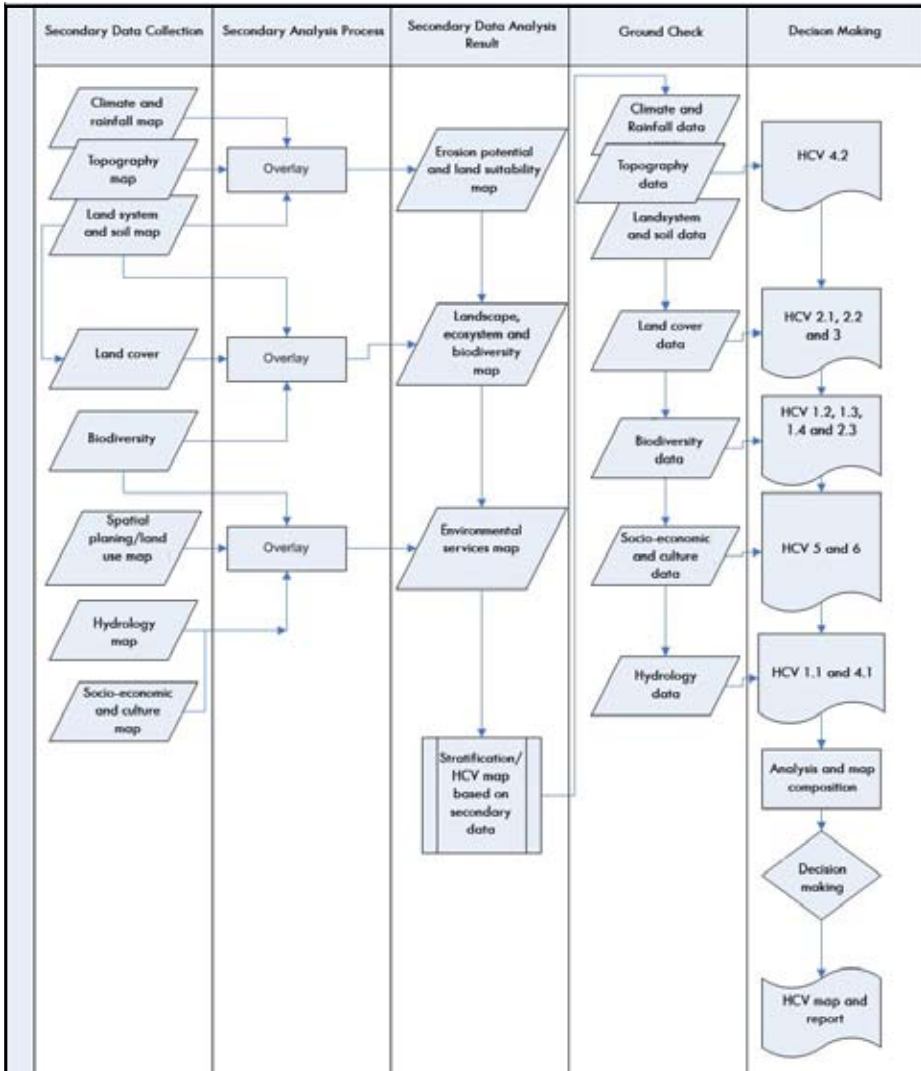 Secondary Data Collection
Secondary Analysis Process
Secondary Data Analysis
Result
Ground Check
Decison Making
Climate and
rainfall map
Topography
map
Land system
and soil map
Land cover
Biodiversity
Spatial
planing/land
use map
Hydrology
map
Socio-economic
and culture
map
Overlay
Overlay
Overlay
Erosion potential
and land suitability
map
Landscape,
ecosystem and
biodiversity
map
Environmental
services map
Stratification/
HCV map
based on
secondary
data
Climate and
Rainfall data
Topography
data
Landsystem
and soil data
Land cover
data
Biodiversity
data
Socio-economic
and culture
data
Hydrology
data
HCV 4.2
HCV 2.1, 2.2
and 3
HCV 1.2, 1.3,
1.4 and 2.3
HCV 5 and 6
HCV 1.1 and 4.1
Analysis and map
composition
Decision
making
HCV map and
report